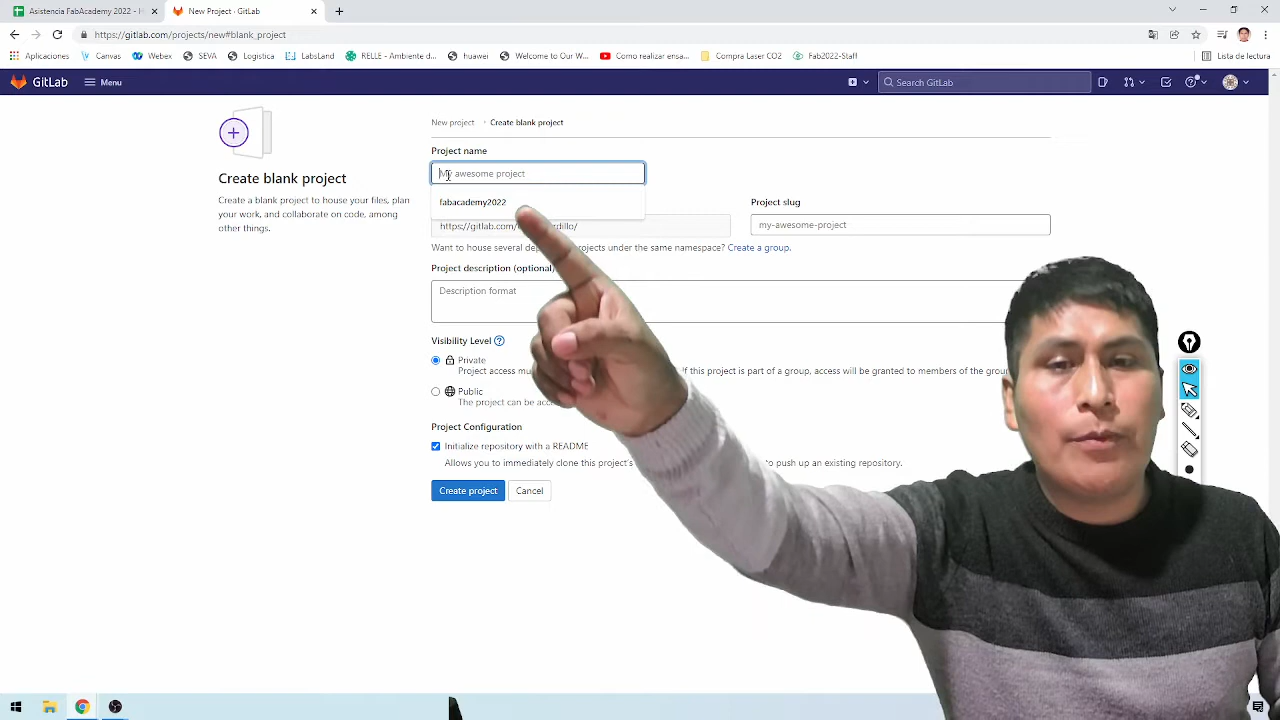 Asistencia FabAcademy 2022 - H
New Project · GitLab
https://gitlab.com/projects/new#blank_project
Aplicaciones
Canvas
Webex
SEVA
Logistica
LabsLand
RELLE - Ambiente d...
huawei
Welcome to Our W...
Como realizar ensa...
Compra Laser CO2
Fab2022-Staff
Lista de lectura
GitLab
Menu
Search GitLab
New project › Create blank project
Create blank project
Create a blank project to house your files, plan
your work, and collaborate on code, among
other things.
Project name
My awesome project
fabacademy2022
https://gitlab.com/
Project slug
my-awesome-project
Want to house several projects under the same namespace? Create a group.
Project description (optional)
Description format
Visibility Level
Private
Project access If this project is part of a group, access will be granted to members of the group
Public
The project can be
Project Configuration
Initialize repository with a README
Allows you to immediately clone this project's to push up an existing repository.
Create project
Cancel